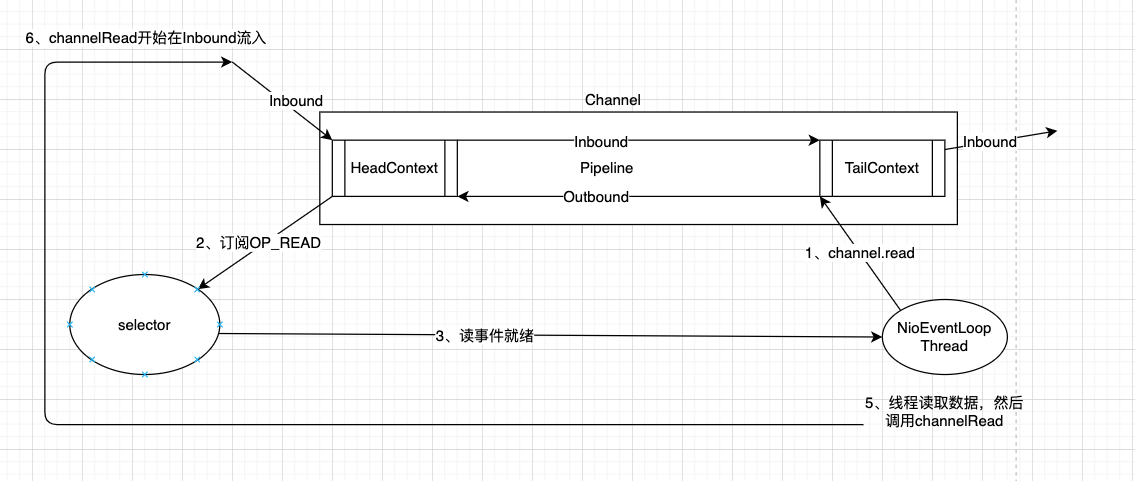 6、channelRead开始在Inbound流入
Inbound
Channel
Inbound
Inbound
HeadContext
Pipeline
TailContext
Outbound
2、订阅OP_READ
1、channel.read
selector
3、读事件就绪
NioEventLoop
Thread
5、线程读取数据，然后
调用channelRead